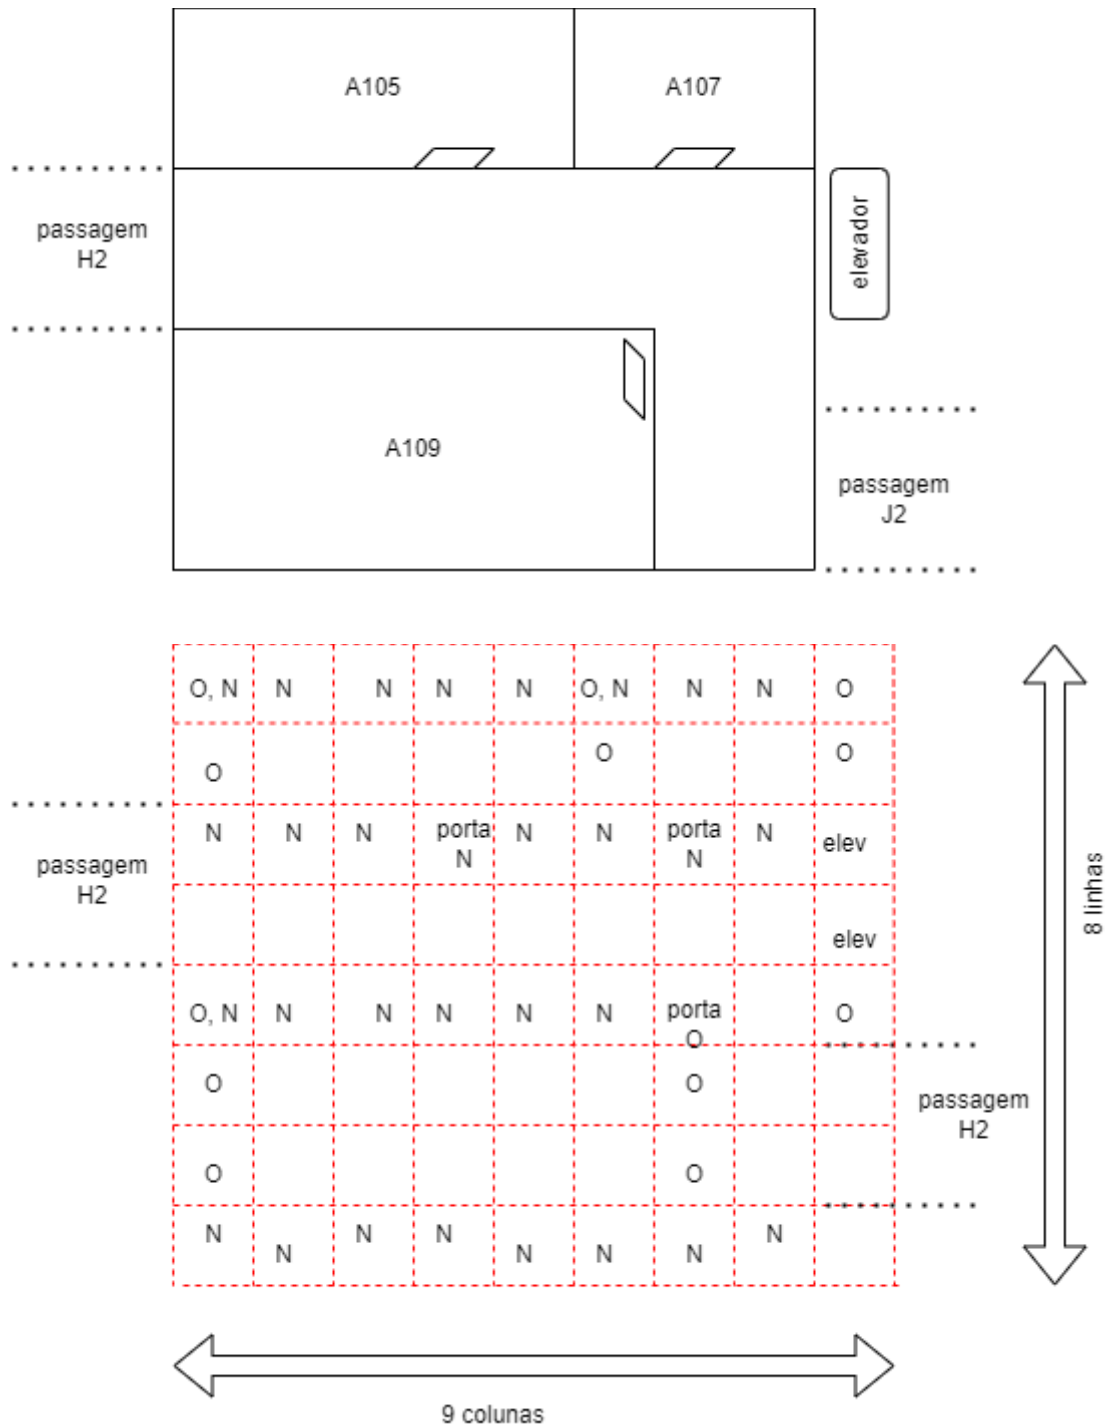 A105
A107
passagem
H2
elevador
A109
passagem
J2
O, N N N N N O, N N N O
O O O
N N N porta N N porta N elev
N N
passagem
H2
elev
8 linhas
O, N N N N N N porta O
O
O O
passagem
H2
O O
N N N N N N N N
9 colunas